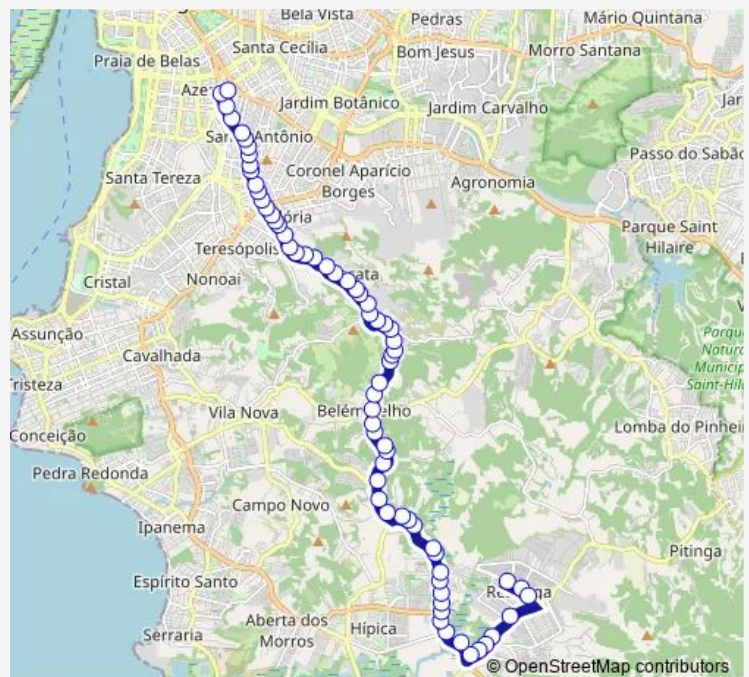 Bela Vista
Pedras
Mário Quintana
Santa Cecília
Praia de Belas
Bom Jesus
Morro Santana
Jardim Botânico
Jardim Carvalho
Passo do Sabão
Santa Tereza
Coronel Aparício
Borges
Agronomia
Parque Saint
Hilaire
Teresópolis
Nonoai
Cristal
Assunção
Cavalhada
Vila Nova
Conceição
Lomba do Pinhei
Pedra Redonda
Campo Novo
Ipanema
Pitinga
Espírito Santo
Aberta dos
Morros
Hípica
Serraria
© OpenStreetMap contributors